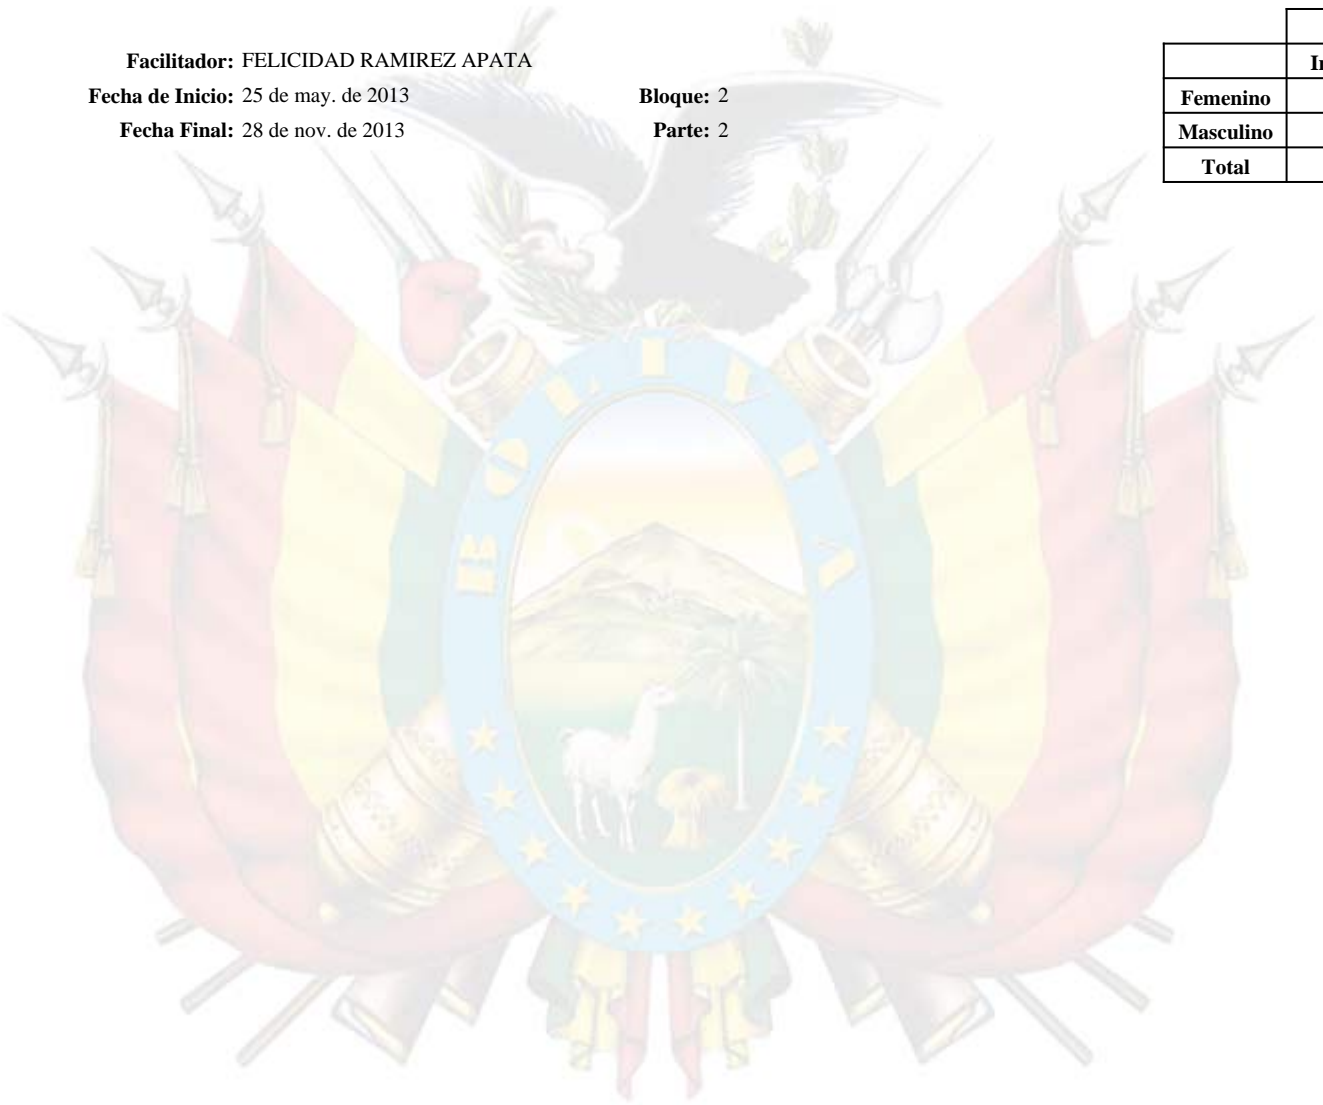 Facilitador: FELICIDAD RAMIREZ APATA
Fecha de Inicio: 25 de may. de 2013 Bloque: 2
Fecha Final: 28 de nov. de 2013 Parte: 2
Femenino
Masculino
Total
BOLIVIA